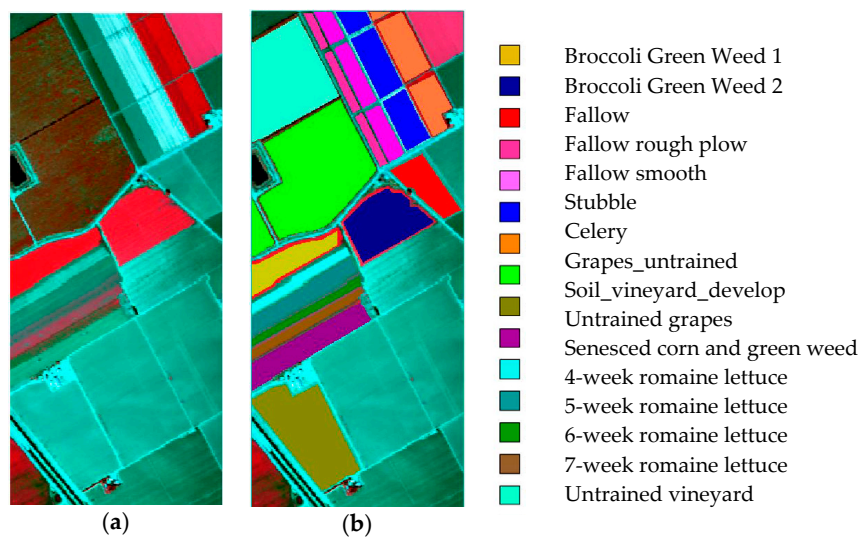 Broccoli Green Weed 1
Broccoli Green Weed 2
Fallow
Fallow rough plow
Fallow smooth
Stubble
Celery
Grapes_untrained
Soil_vineyard_develop
Untrained grapes
Senesced corn and green weed
4-week romaine lettuce
5-week romaine lettuce
6-week romaine lettuce
7-week romaine lettuce
Untrained vineyard
(a) (b)